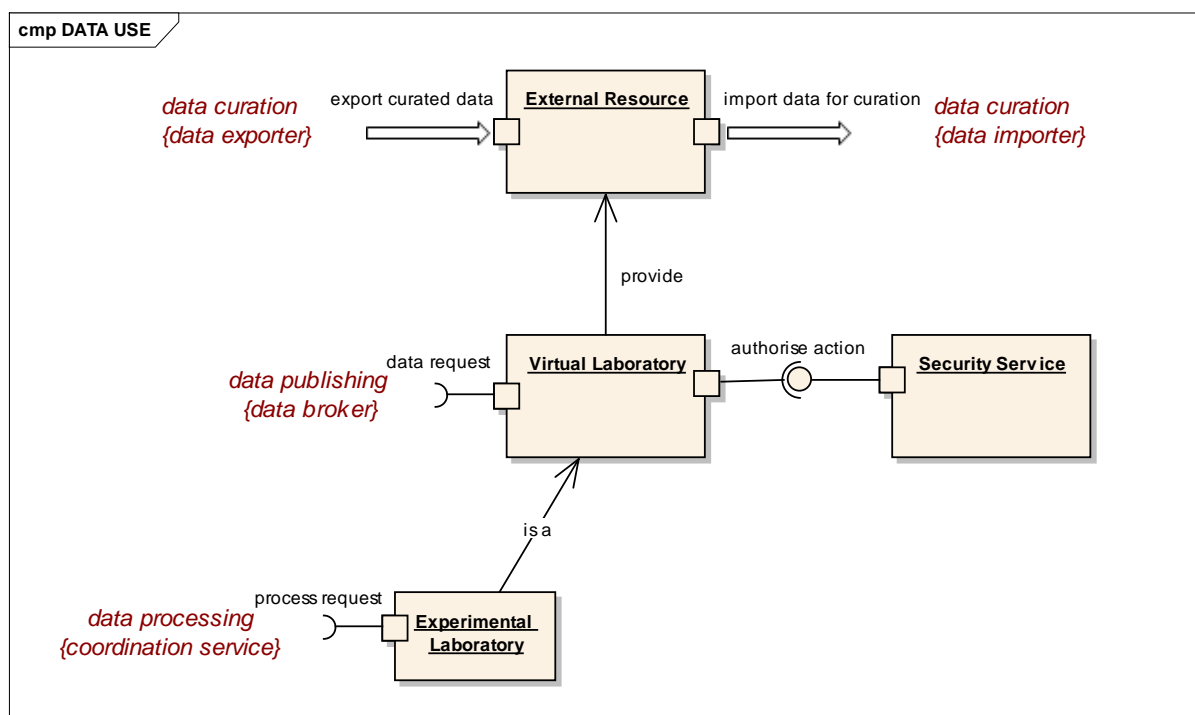 cmp DATA USE
data curation
{data exporter}
export curated data
External Resource
import data for curation
data curation
{data importer}
provide
data request
data publishing
{data broker}
Virtual Laboratory
authorise action
Security Service
is a
process request
data processing
{coordination service}
Experimental
Laboratory